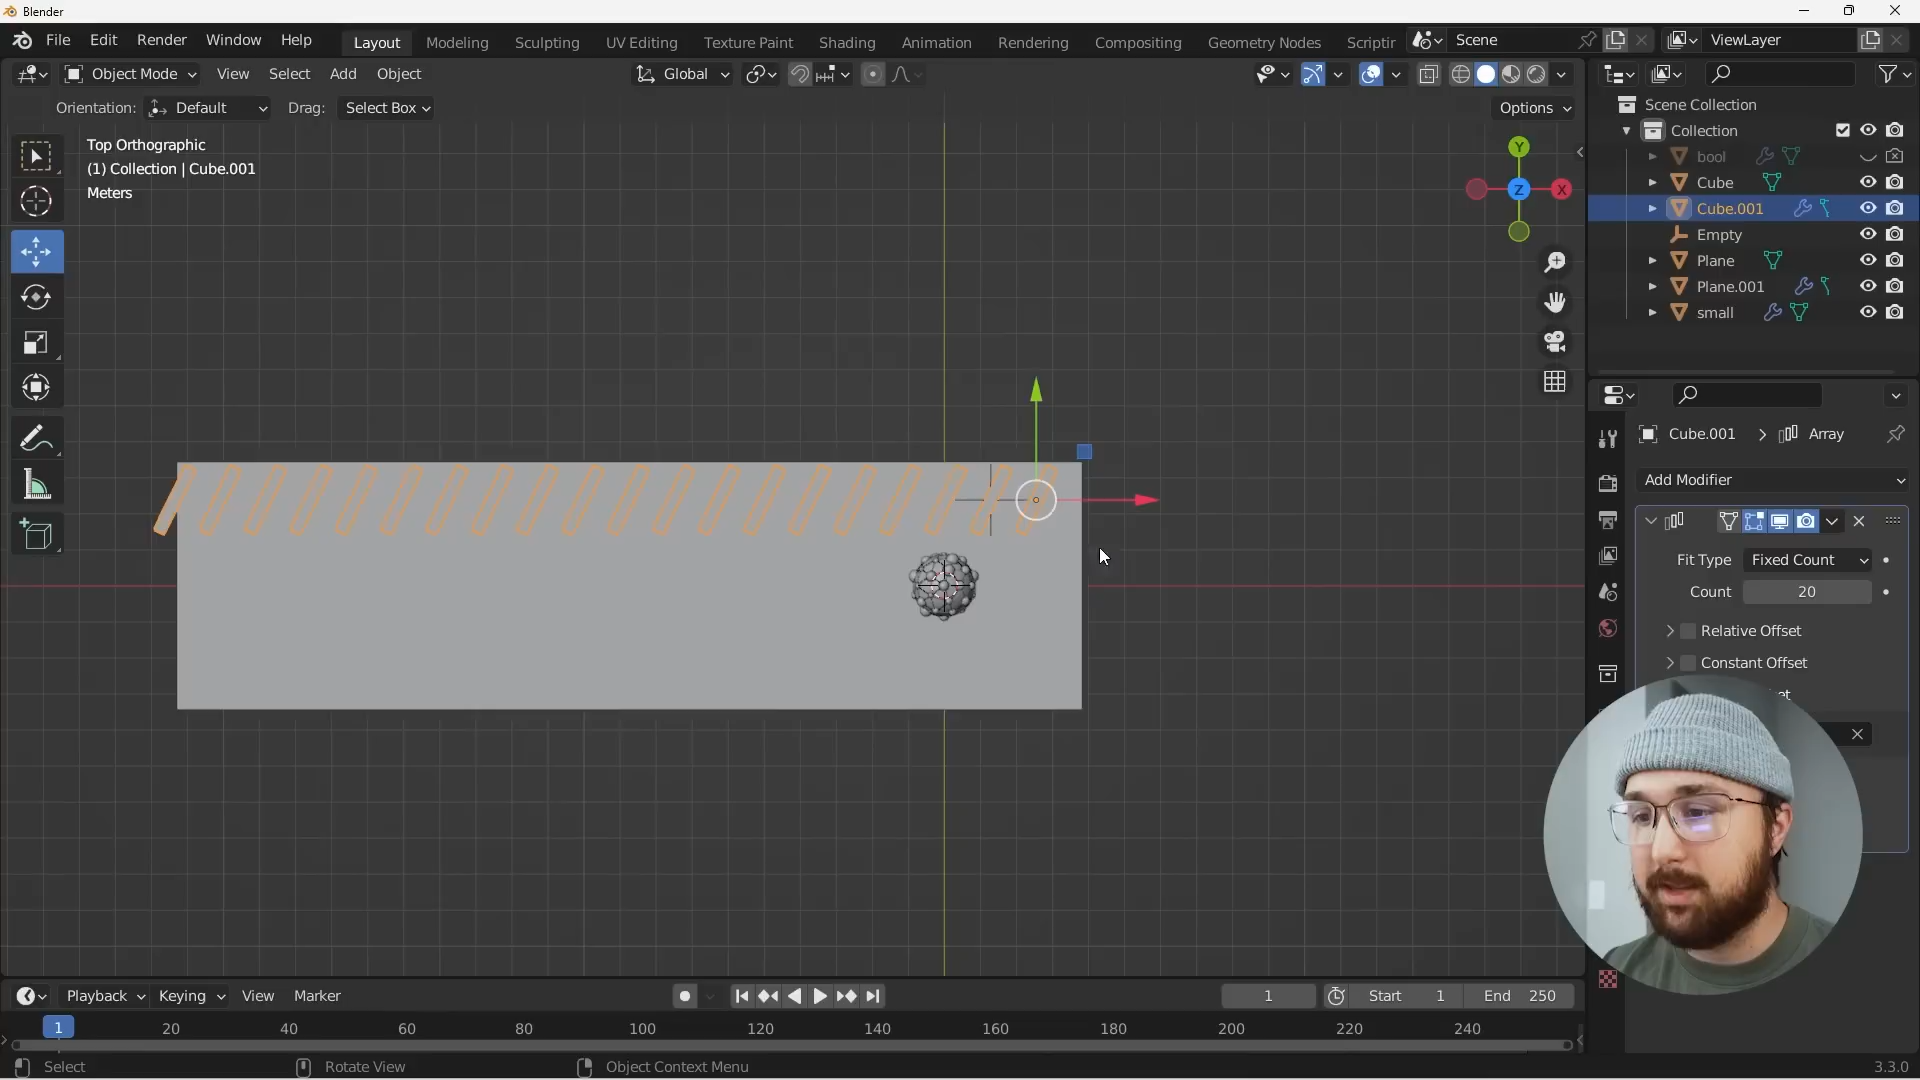 Blender
File Edit Render Window Help
Layout Modeling Sculpting UV Editing Texture Paint Shading Animation Rendering Compositing Geometry Nodes Scriptir
Scene
ViewLayer
Object Mode View Select Add Object
Global
Orientation: Default Drag: Select Box
Options
Top Orthographic
(1) Collection | Cube.001
Meters
Y
Z
X
Scene Collection
Collection
bool
Cube
Cube.001
Empty
Plane
Plane.001
small
Cube.001 > Array
Add Modifier
Fit Type Fixed Count
Count 20
Relative Offset
Constant Offset
et
Playback Keying View Marker
1
Start 1
End 250
1 20 40 60 80 100 120 140 160 180 200 220 240
Select
Rotate View
Object Context Menu
3.3.0